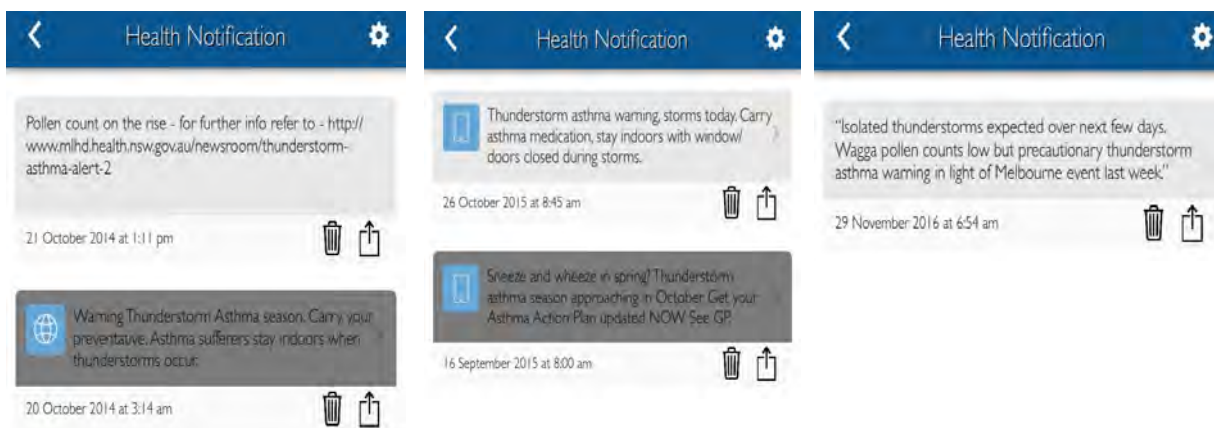 Health Notification
Pollen count on the rise - for further info refer to - http://
www.mlhd.health.nsw.gov.au/newsroom/thunderstorm-
asthma-alert-2
21 October 2014 at 1:11 pm
Warning Thunderstorm Asthma season. Carry your
preventative. Asthma sufferers stay indoors when
thunderstorms occur.
20 October 2014 at 3:14 am
Health Notification
Thunderstorm asthma warning, storms today. Carry
asthma medication, stay indoors with window/
doors closed during storms.
26 October 2015 at 8:45 am
Sneeze and wheeze in spring? Thunderstorm
asthma season approaching in October Get your
Asthma Action Plan updated NOW See GP.
16 September 2015 at 8:00 am
Health Notification
"Isolated thunderstorms expected over next few days.
Wagga pollen counts low but precautionary thunderstorm
asthma warning in light of Melbourne event last week."
29 November 2016 at 6:54 am